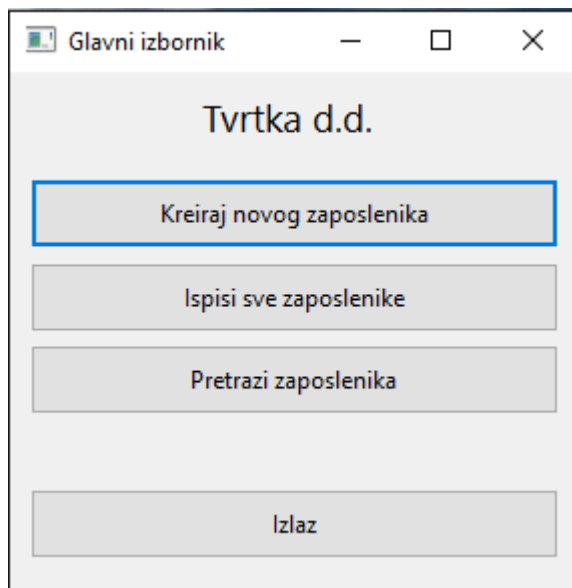 Glavni izbornik
Tvrtka d.d.
Kreiraj novog zaposlenika
Ispisi sve zaposlenike
Pretrazi zaposlenika
Izlaz